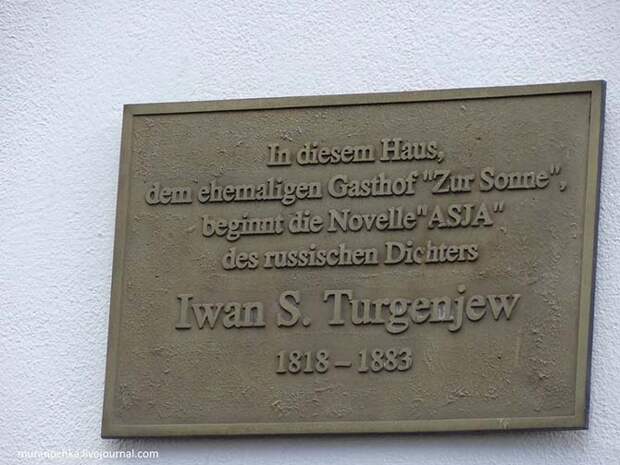 In diesem Haus,
dem ehemaligen Gasthof "Zur Sonne",
beginnt die Novelle "ASJA"
des russischen Dichters
Iwan S. Turgenjew
1818 – 1883
murenochka.livejournal.com